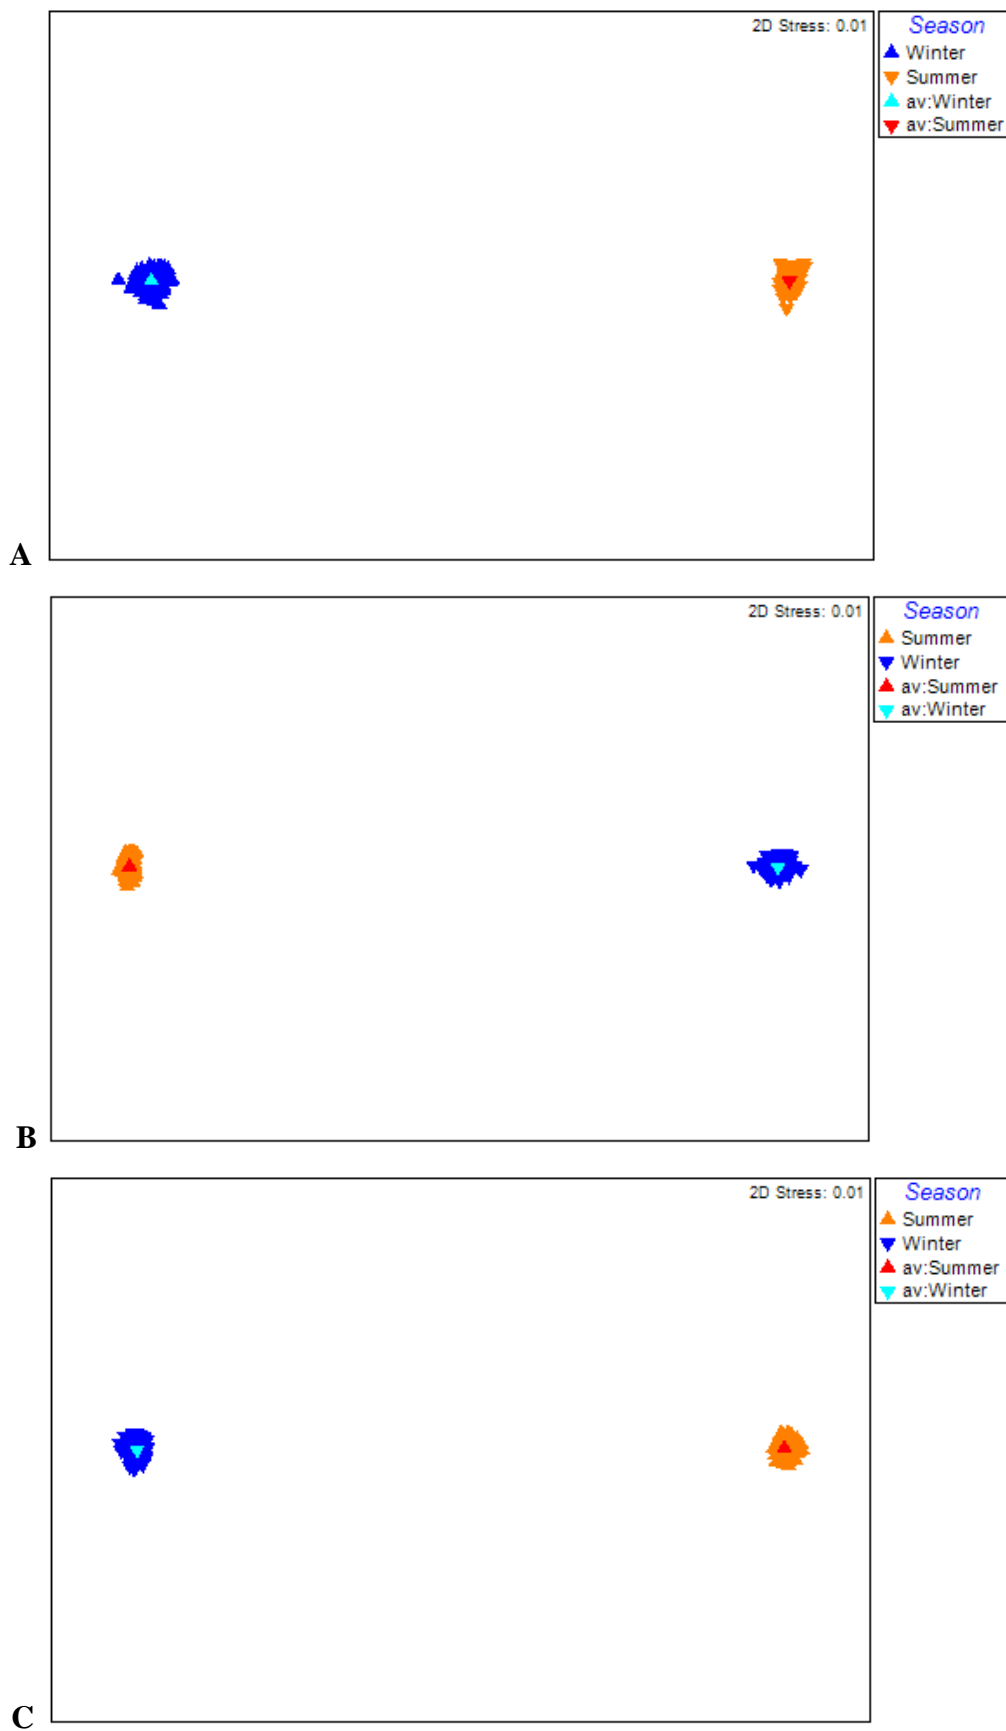 2D Stress: 0.01
Season
Winter
Summer
av:Winter
av:Summer
A
2D Stress: 0.01
Season
Summer
Winter
av:Summer
av:Winter
B
2D Stress: 0.01
Season
Summer
Winter
av:Summer
av:Winter
C